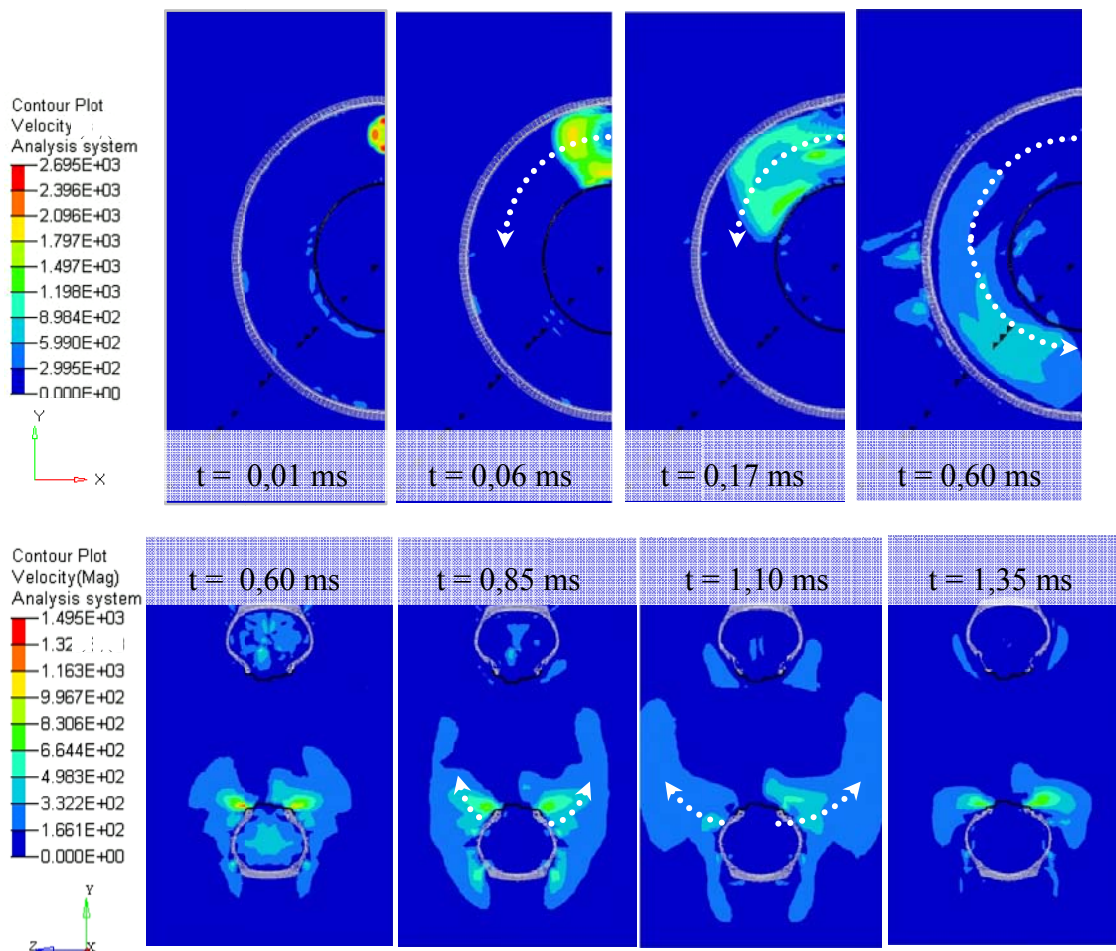 Contour Plot
Velocity
Analysis system
2.695E+03
2.396E+03
2.096E+03
1.797E+03
1.497E+03
1.198E+03
8.984E+02
5.990E+02
2.995E+02
0.000E+00
Y
X
t = 0,01 ms
t = 0,06 ms
t = 0,17 ms
t = 0,60 ms
Contour Plot
Velocity(Mag)
Analysis system
1.495E+03
1.163E+03
9.967E+02
8.306E+02
6.644E+02
4.983E+02
3.322E+02
1.661E+02
0.000E+00
Y
Z
X
t = 0,60 ms
t = 0,85 ms
t = 1,10 ms
t = 1,35 ms